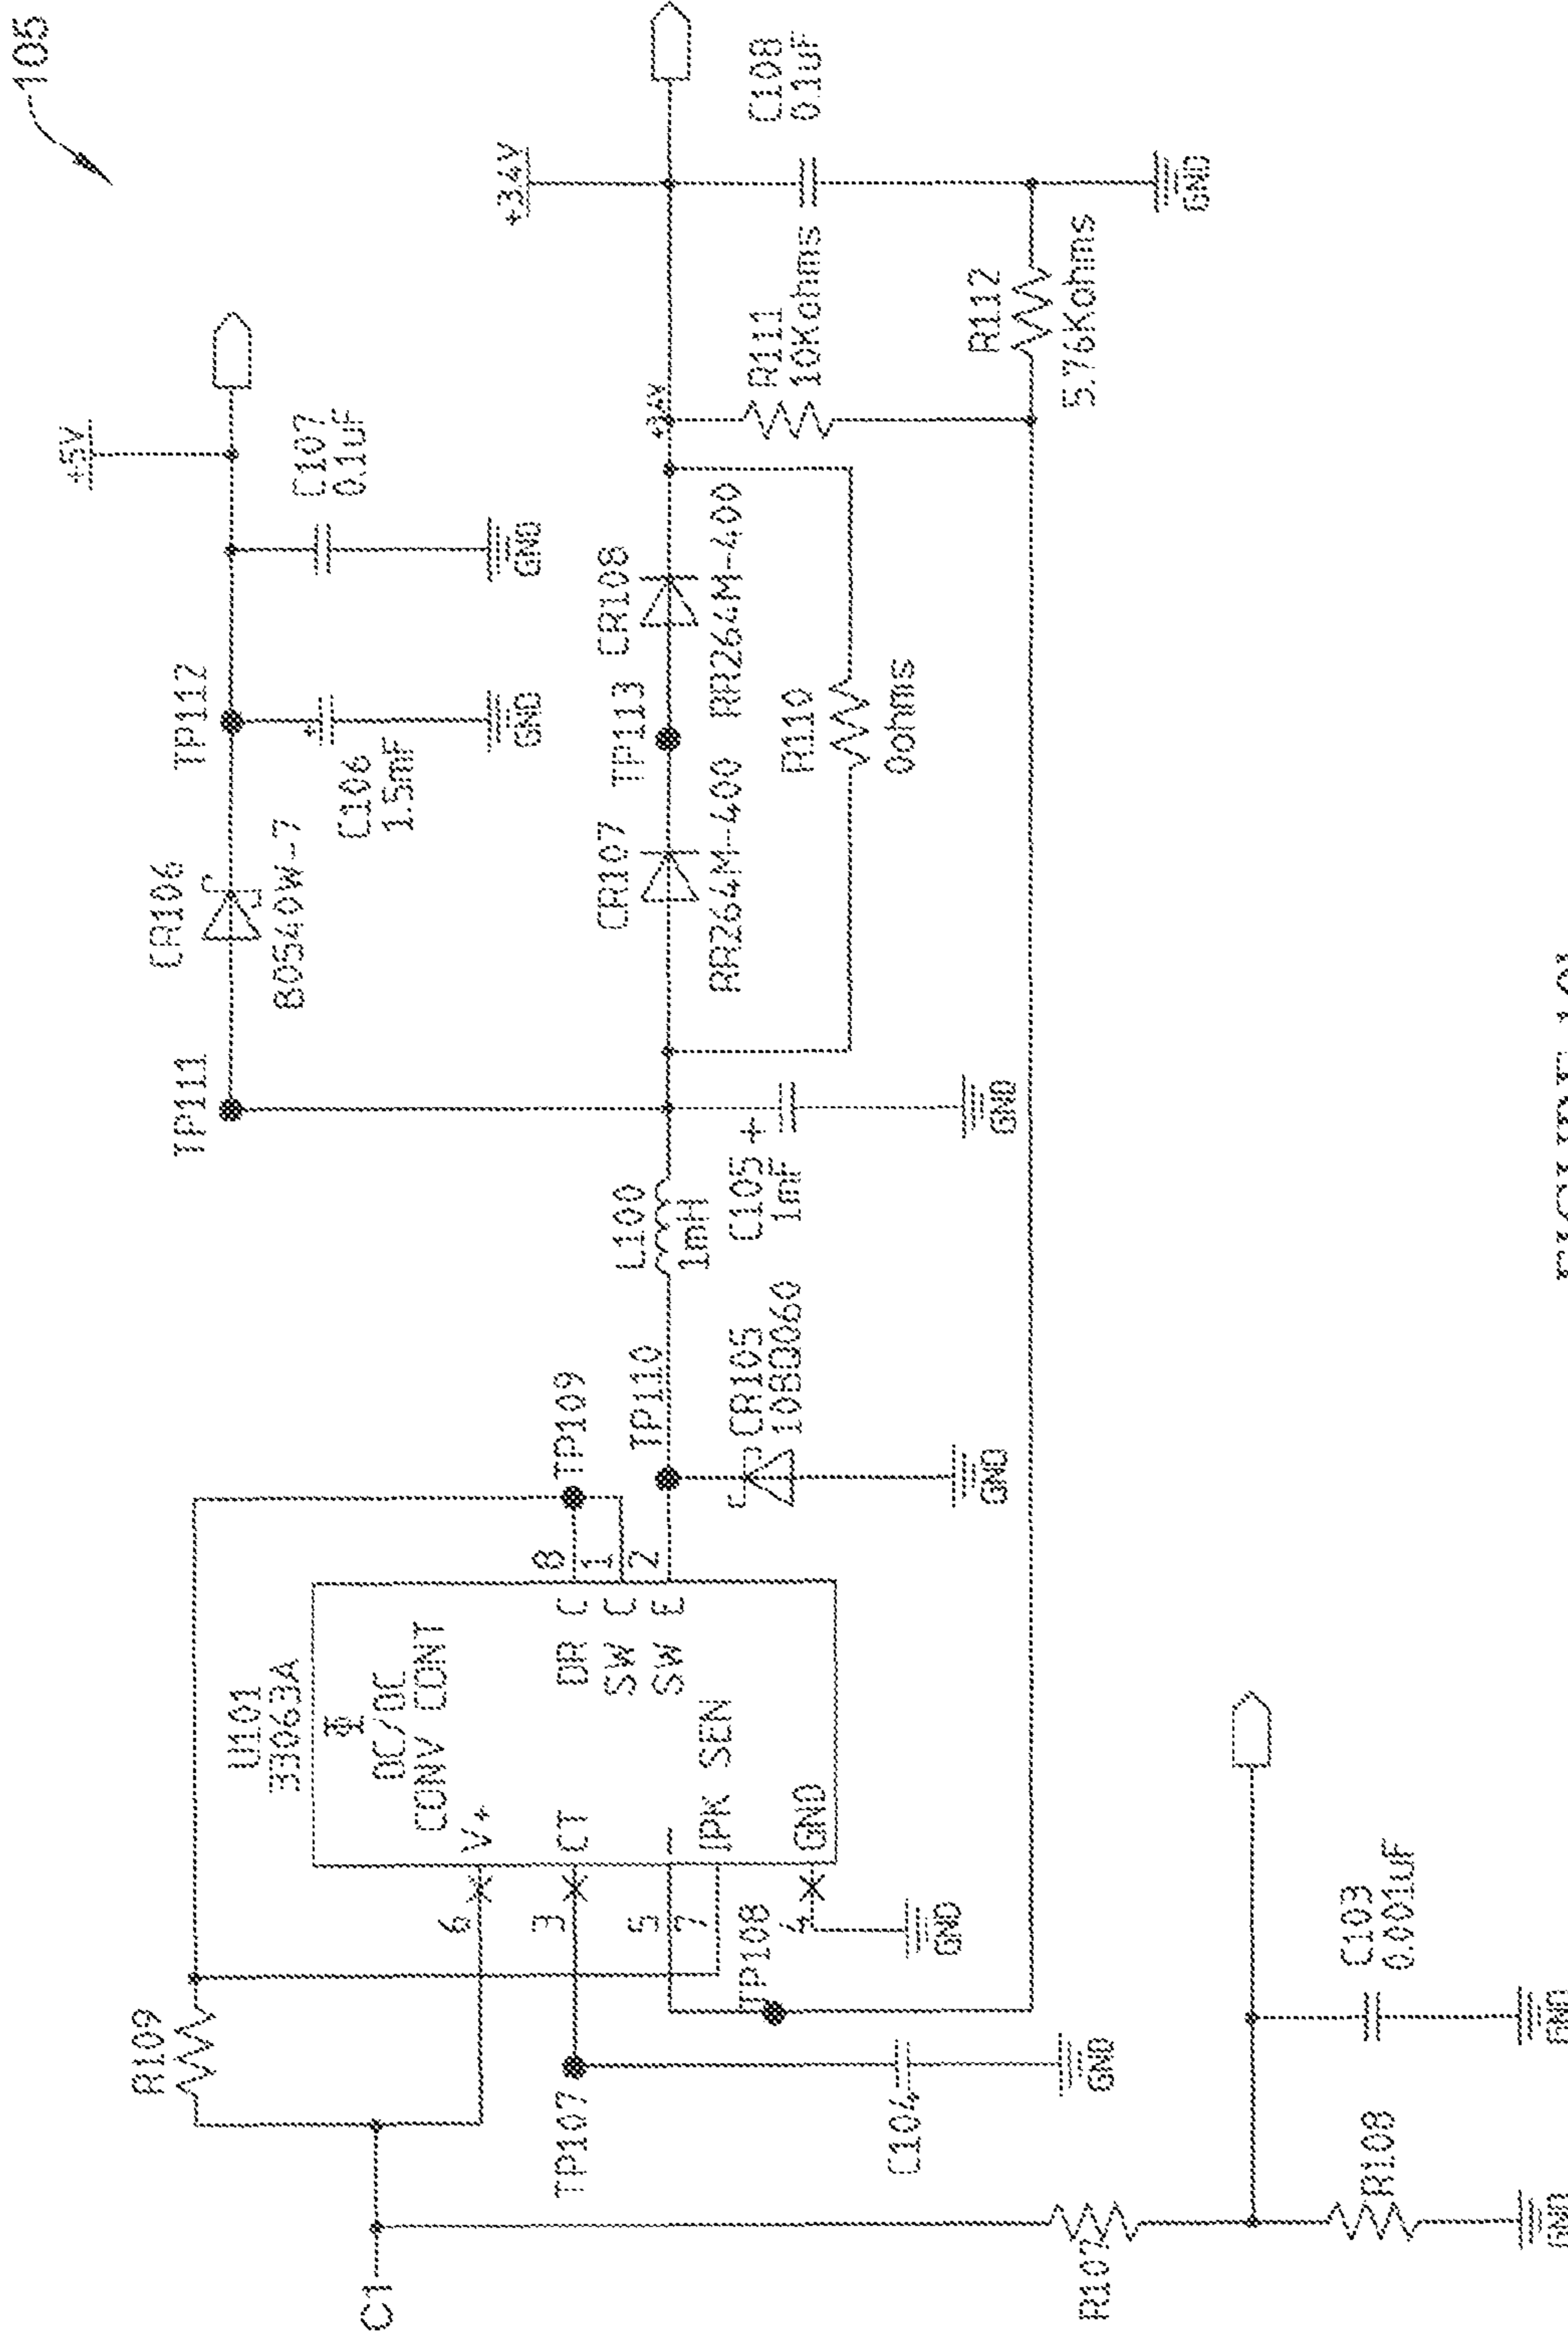 105
+5V
TP111
CR106
B0540W-7
TP112
C106
1.5mF
GND
C107
0.1uF
GND
+3.4V
R109
U101
33063A
Φ
DC/DC
CONV CONT
V+
CT
IPK SEN
GND
DR C
SW C
SW E
6
3
5
7
4
8
1
2
TP109
TP110
L100
1mH
CR107
RR264M-400
TP113
CR108
RR264M-400
CR105
10BQ060
GND
C105
+
1mF
GND
R110
0ohms
R111
10Kohms
C108
0.1uF
R112
5.76Kohms
GND
C1
TP107
TP108
GND
C104
GND
R107
R108
GND
C103
0.001uF
GND